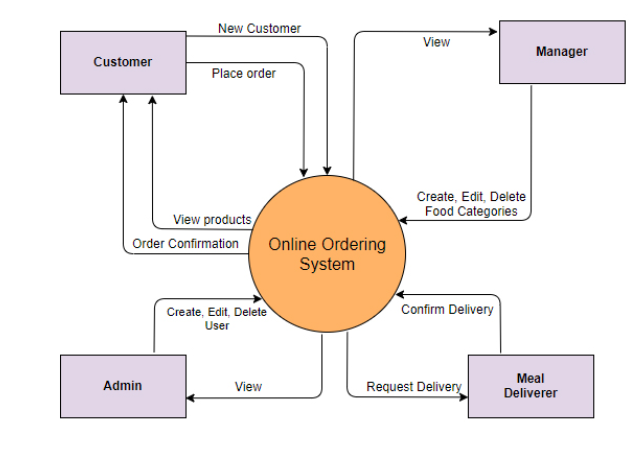 New Customer
Customer
Place order
View
Manager
Create, Edit, Delete
Food Categories
View products
Order Confirmation
Online Ordering
System
Create, Edit, Delete
User
Confirm Delivery
Admin
View
Request Delivery
Meal
Deliverer